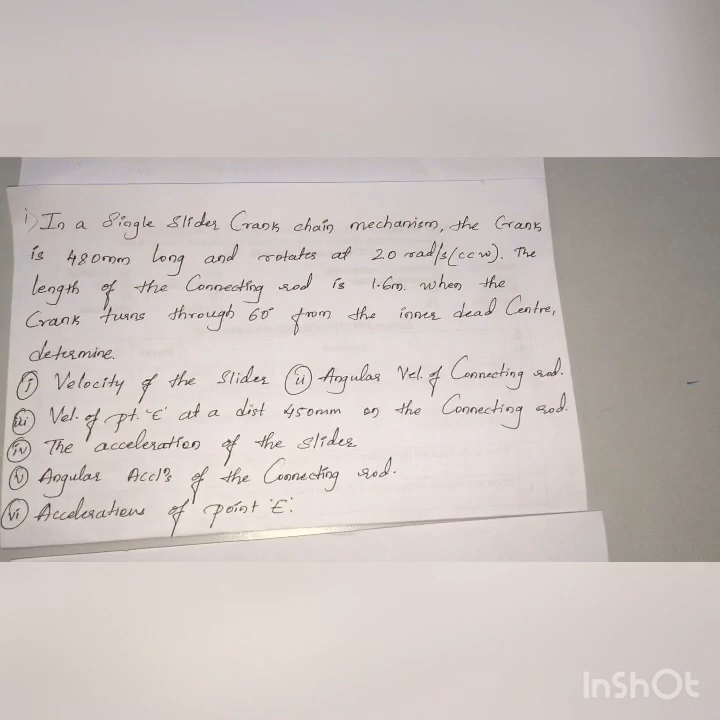 i) In a Single Slider Crank chain mechanism, the Crank
is 480mm long and rotates at 20 rad/s (ccw). The
length of the Connecting rod is 1.6m. when the
Crank turns through 60° from the inner dead Centre,
determine.
(i) Velocity of the Slider (ii) Angular Vel. of Connecting rod.
(iii) Vel. of pt. 'E' at a dist 450mm on the Connecting rod.
(iv) The acceleration of the slider
(v) Angular Accln of the Connecting rod.
(vi) Accelerations of point 'E'.
InShOt